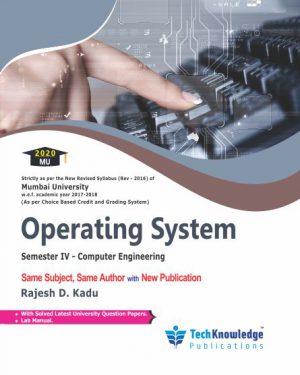 2020
MU
Strictly as per the New Revised Syllabus (Rev - 2016) of
Mumbai University
w.e.f. academic year 2017-2018
(As per Choice Based Credit and Grading System)
Operating System
Semester IV - Computer Engineering
Same Subject, Same Author with New Publication
Rajesh D. Kadu
• With Solved Latest University Question Papers.
• Lab Manual.
TechKnowledge
Publications